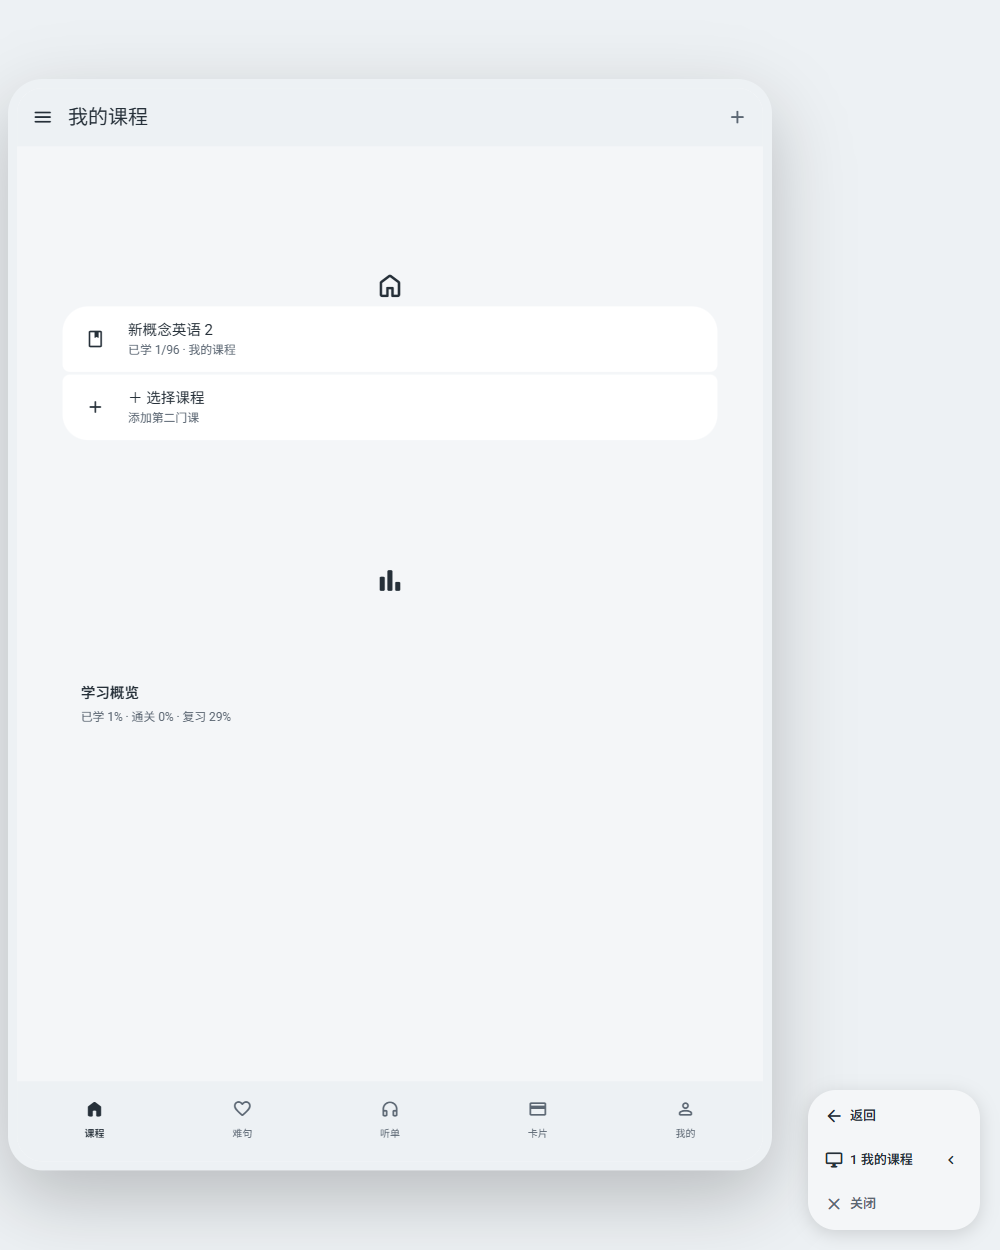 我的课程
新概念英语 2
已学 1/96 · 我的课程
＋ 选择课程
添加第二门课
学习概览
已学 1% · 通关 0% · 复习 29%
课程
难句
听单
卡片
我的
返回
1 我的课程
关闭